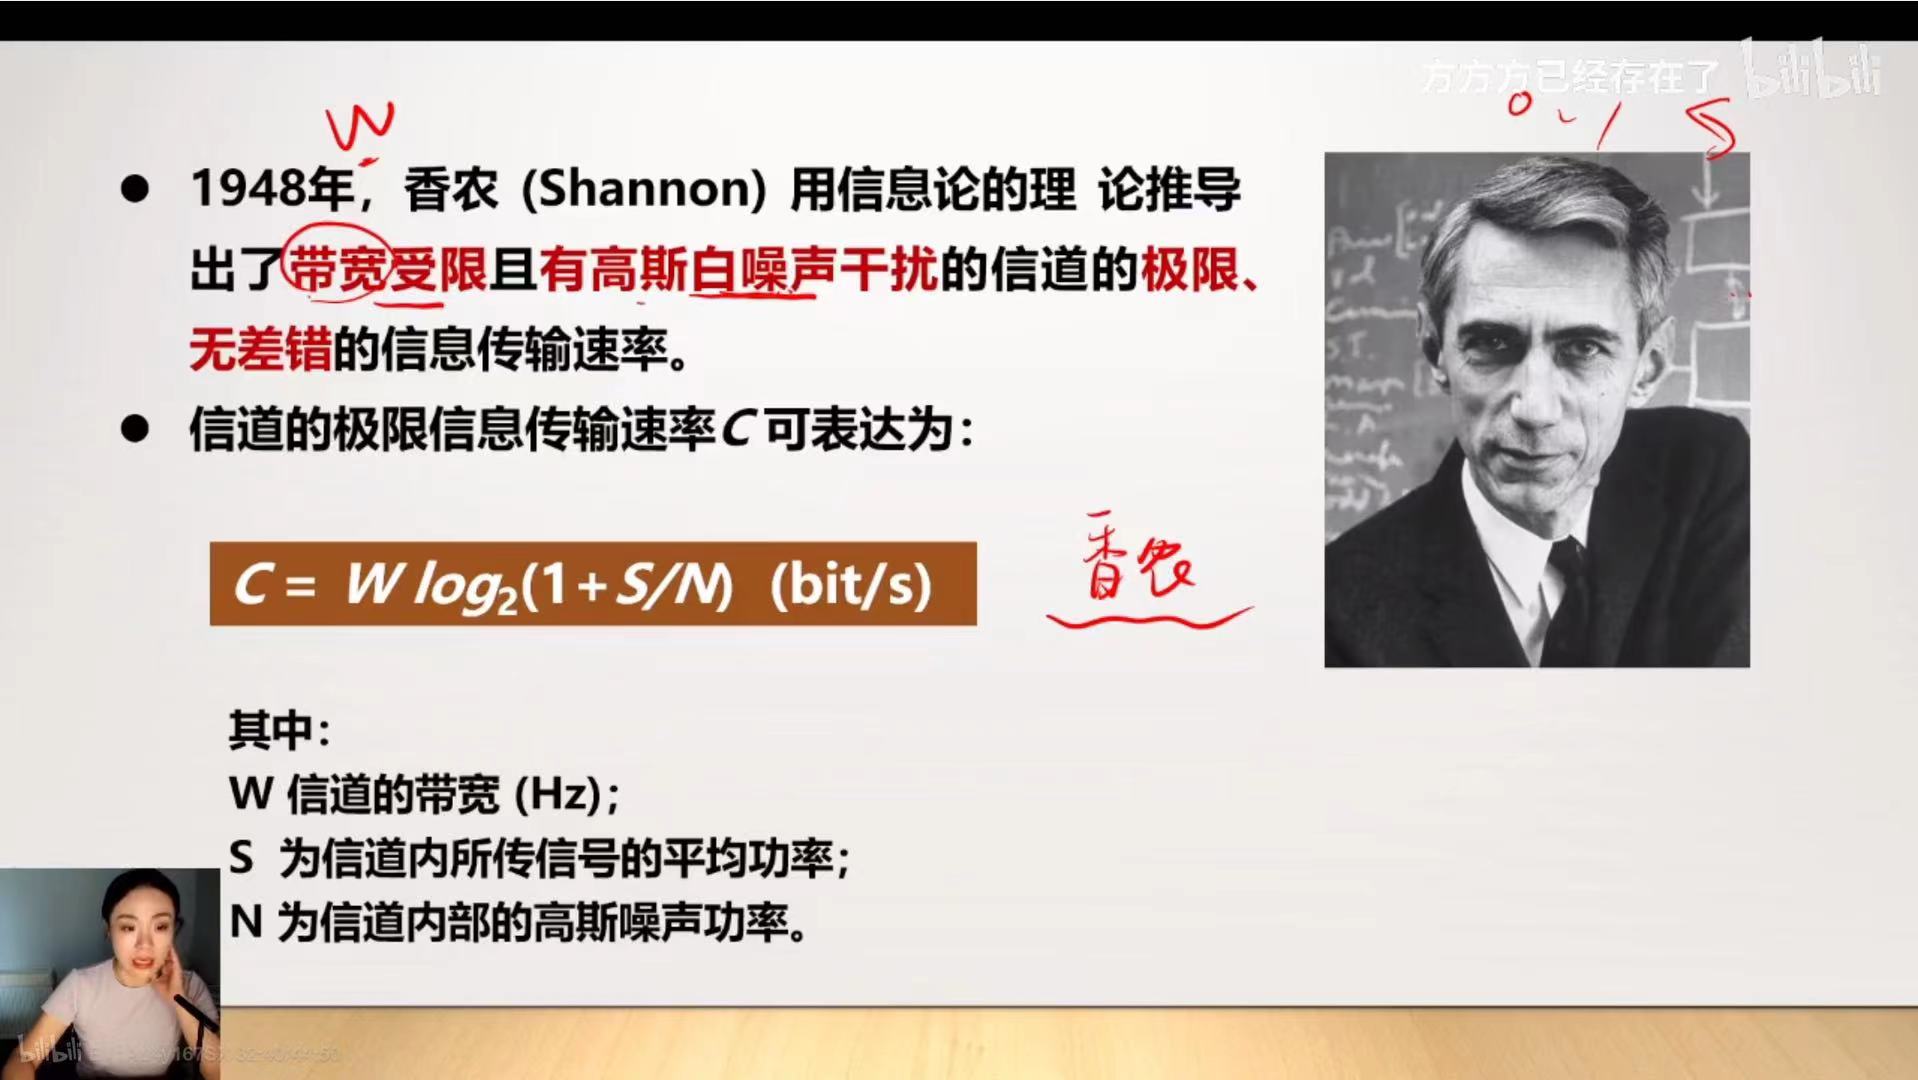 方方方已经存在了 bilibili
W
0.1 S
● 1948年，香农 (Shannon) 用信息论的理 论推导
出了带宽受限且有高斯白噪声干扰的信道的极限、
无差错的信息传输速率。
● 信道的极限信息传输速率C 可表达为：
C = W log₂(1+S/N) (bit/s)
香农
其中：
W 信道的带宽 (Hz)；
S 为信道内所传信号的平均功率；
N 为信道内部的高斯噪声功率。
bilibili